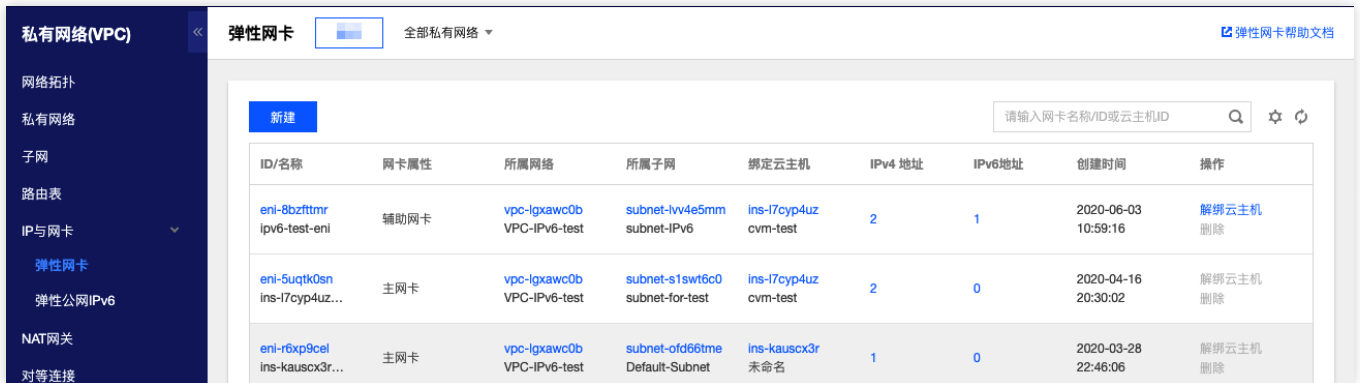 私有网络(VPC)
«
弹性网卡
全部私有网络
弹性网卡帮助文档
网络拓扑
私有网络
子网
路由表
IP与网卡
弹性网卡
弹性公网IPv6
NAT网关
对等连接
新建
请输入网卡名称/ID或云主机ID
ID/名称 网卡属性 所属网络 所属子网 绑定云主机 IPv4 地址 IPv6地址 创建时间 操作
eni-8bzfttmr 辅助网卡 vpc-lgxawc0b subnet-lvv4e5mm ins-l7cyp4uz 2 1 2020-06-03 解绑云主机
ipv6-test-eni VPC-IPv6-test subnet-IPv6 cvm-test 10:59:16 删除
eni-5uqtk0sn 主网卡 vpc-lgxawc0b subnet-s1swt6c0 ins-l7cyp4uz 2 0 2020-04-16 解绑云主机
ins-l7cyp4uz... VPC-IPv6-test subnet-for-test cvm-test 20:30:02 删除
eni-r6xp9cel 主网卡 vpc-lgxawc0b subnet-ofd66tme ins-kauscx3r 1 0 2020-03-28 解绑云主机
ins-kauscx3r... VPC-IPv6-test Default-Subnet 未命名 22:46:06 删除